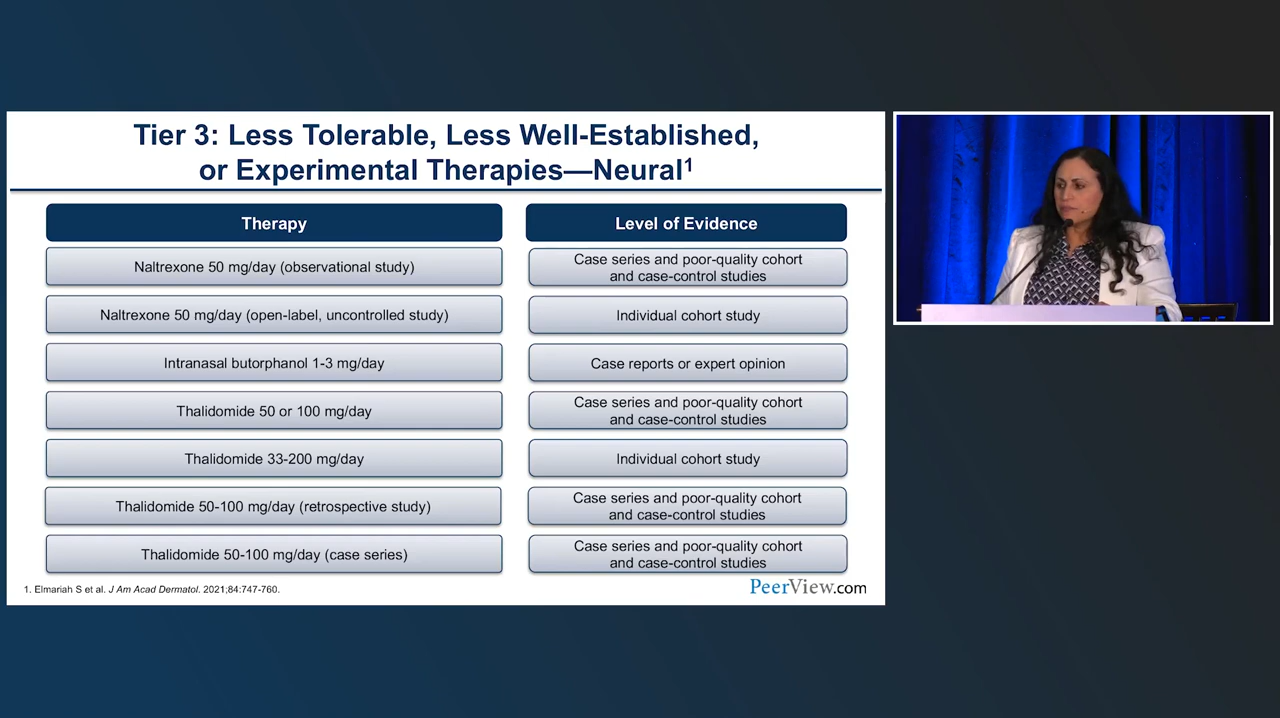 Tier 3: Less Tolerable, Less Well-Established,
or Experimental Therapies—Neural¹
Therapy
Level of Evidence
Naltrexone 50 mg/day (observational study)
Case series and poor-quality cohort
and case-control studies
Naltrexone 50 mg/day (open-label, uncontrolled study)
Individual cohort study
Intranasal butorphanol 1-3 mg/day
Case reports or expert opinion
Thalidomide 50 or 100 mg/day
Case series and poor-quality cohort
and case-control studies
Thalidomide 33-200 mg/day
Individual cohort study
Thalidomide 50-100 mg/day (retrospective study)
Case series and poor-quality cohort
and case-control studies
Thalidomide 50-100 mg/day (case series)
Case series and poor-quality cohort
and case-control studies
1. Elmariah S et al. J Am Acad Dermatol. 2021;84:747-760.
PeerView.com